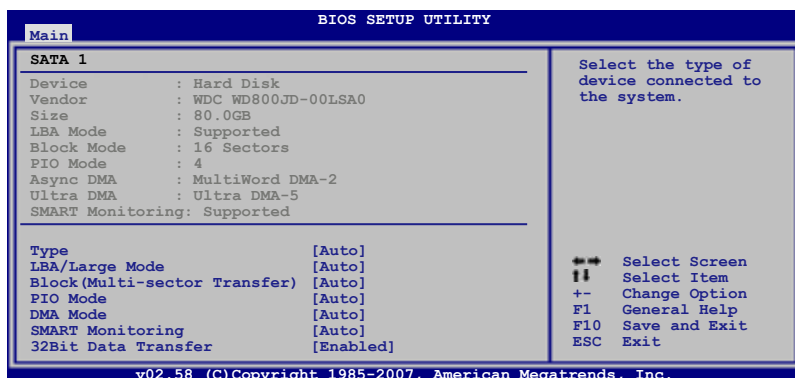 BIOS SETUP UTILITY
Main
SATA 1
Device : Hard Disk
Vendor : WDC WD800JD-00LSA0
Size : 80.0GB
LBA Mode : Supported
Block Mode : 16 Sectors
PIO Mode : 4
Async DMA : MultiWord DMA-2
Ultra DMA : Ultra DMA-5
SMART Monitoring: Supported
Type [Auto]
LBA/Large Mode [Auto]
Block(Multi-sector Transfer) [Auto]
PIO Mode [Auto]
DMA Mode [Auto]
SMART Monitoring [Auto]
32Bit Data Transfer [Enabled]
Select the type of
device connected to
the system.
←→ Select Screen
↑↓ Select Item
+- Change Option
F1 General Help
F10 Save and Exit
ESC Exit
v02.58 (C)Copyright 1985-2007, American Megatrends, Inc.